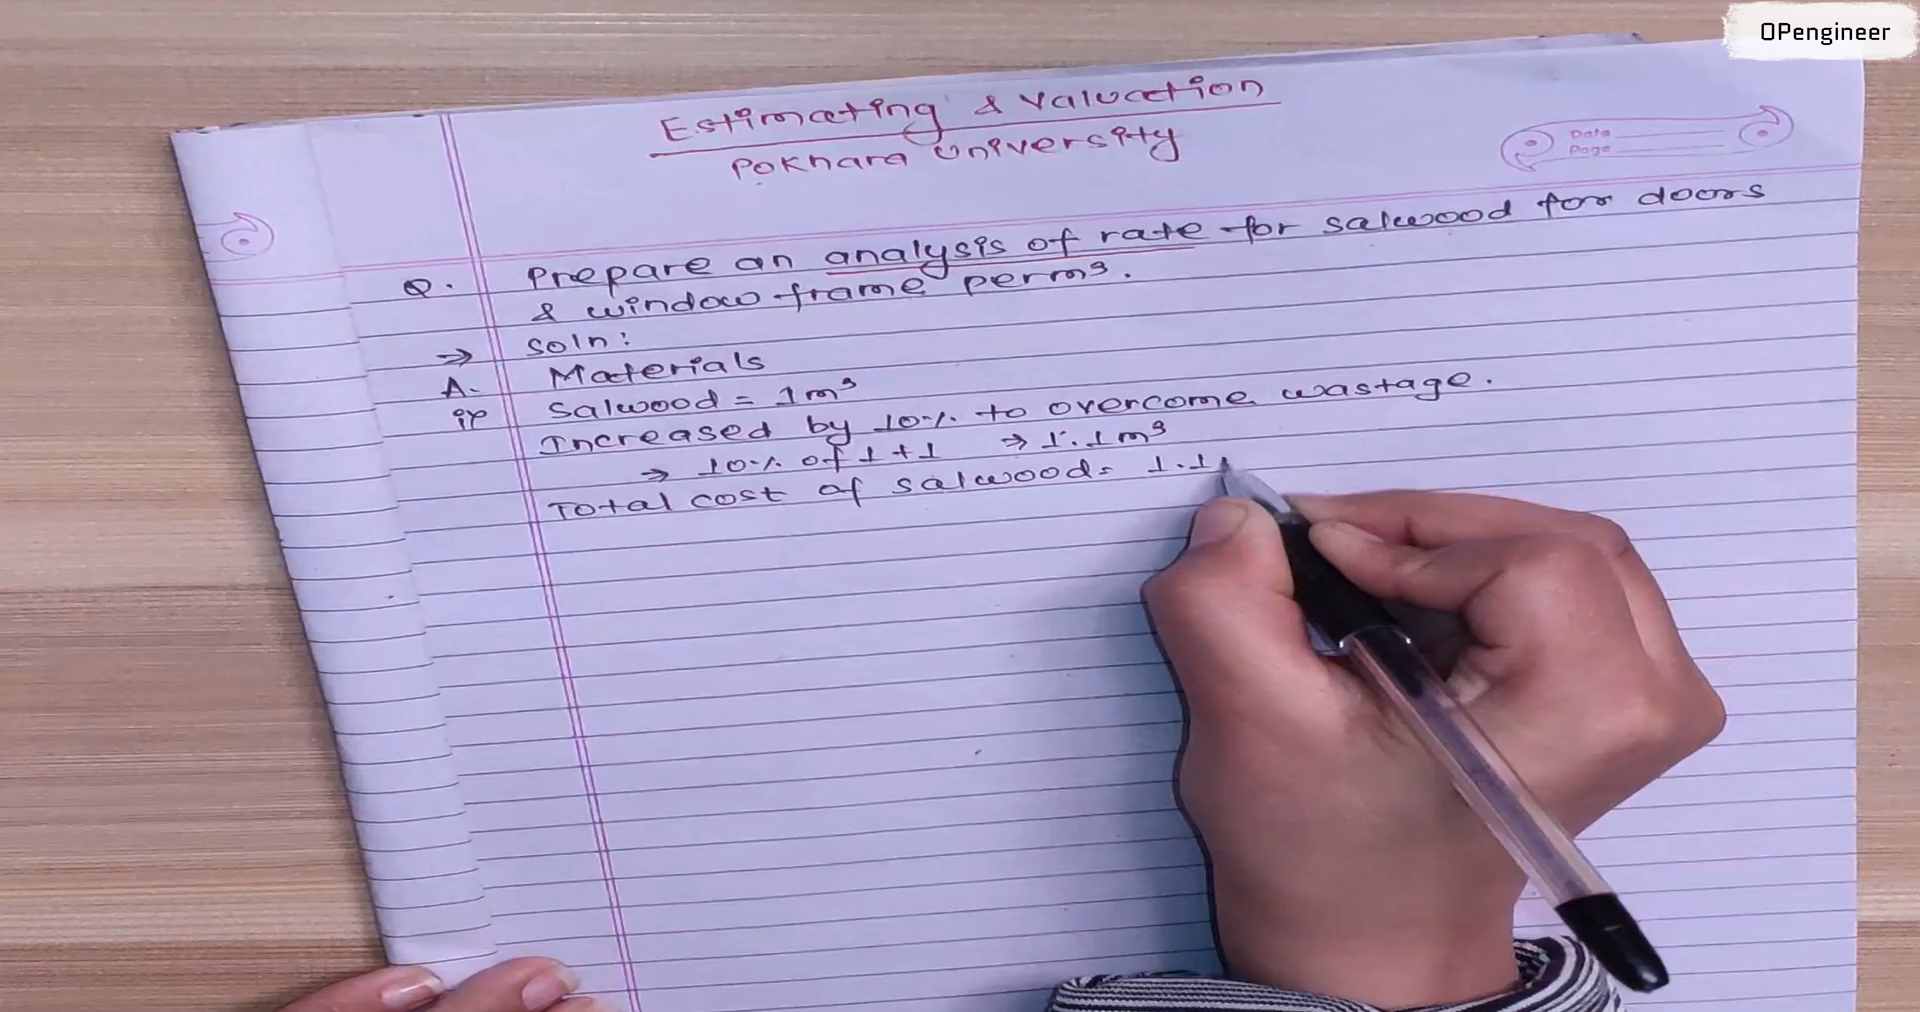 OPengineer
Estimating & Valuation
Pokhara University
Data
Page
Q. Prepare an analysis of rate for salwood for doors
& window frame per m³.
⇒ Soln:
A. Materials
i) Salwood = 1m³
Increased by 10% to overcome wastage.
⇒ 10% of 1 + 1 ⇒ 1.1m³
Total cost of salwood = 1.1